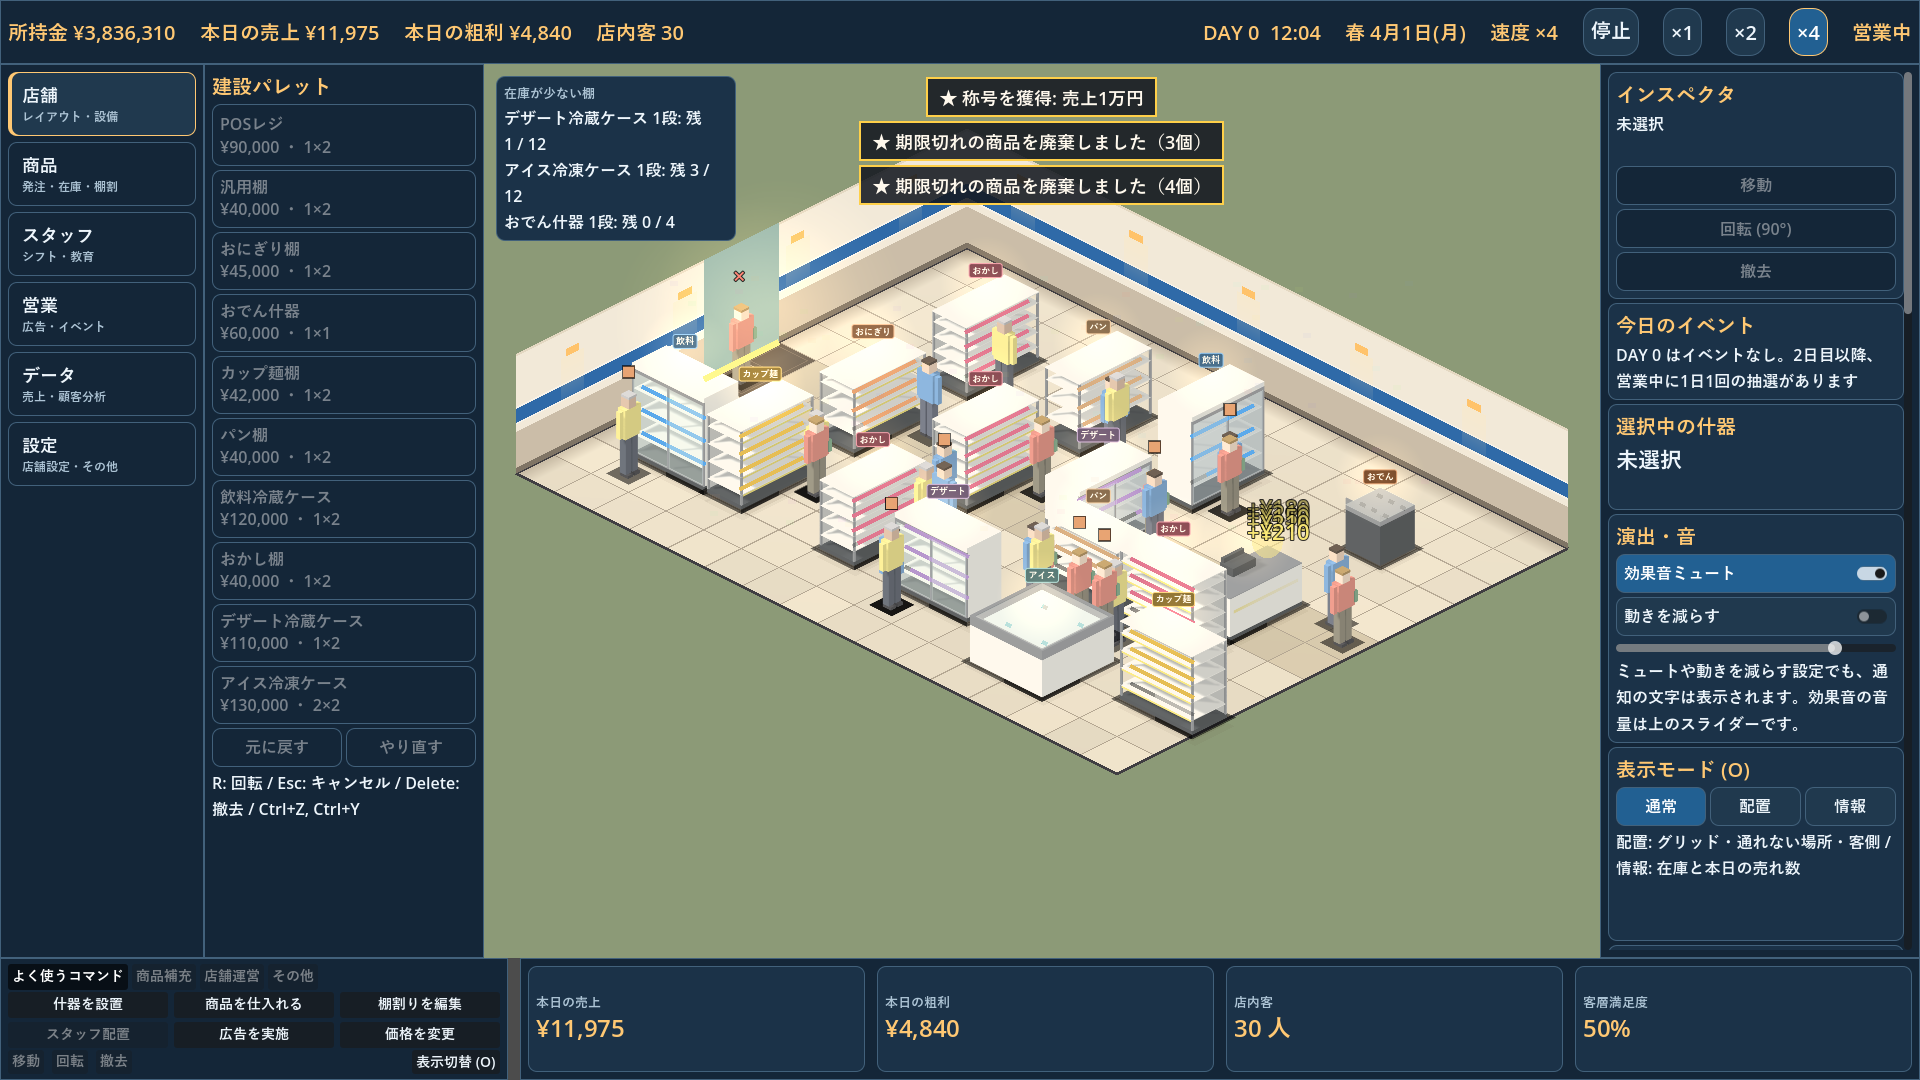 所持金 ¥3,836,310 本日の売上 ¥11,975 本日の粗利 ¥4,840 店内客 30 DAY 0 12:04 春 4月1日(月) 速度 ×4 停止 ×1 ×2 ×4 営業中
店舗
レイアウト・設備
商品
発注・在庫・棚割
スタッフ
シフト・教育
営業
広告・イベント
データ
売上・顧客分析
設定
店舗設定・その他
建設パレット
POSレジ
¥90,000 ・ 1×2
汎用棚
¥40,000 ・ 1×2
おにぎり棚
¥45,000 ・ 1×2
おでん什器
¥60,000 ・ 1×1
カップ麺棚
¥42,000 ・ 1×2
パン棚
¥40,000 ・ 1×2
飲料冷蔵ケース
¥120,000 ・ 1×2
おかし棚
¥40,000 ・ 1×2
デザート冷蔵ケース
¥110,000 ・ 1×2
アイス冷凍ケース
¥130,000 ・ 2×2
元に戻す やり直す
R: 回転 / Esc: キャンセル / Delete:
撤去 / Ctrl+Z, Ctrl+Y
在庫が少ない棚
デザート冷蔵ケース 1段: 残
1 / 12
アイス冷凍ケース 1段: 残 3 /
12
おでん什器 1段: 残 0 / 4
★ 称号を獲得: 売上1万円
★ 期限切れの商品を廃棄しました（3個）
★ 期限切れの商品を廃棄しました（4個）
おかし
パン
おにぎり
飲料
飲料
カップ麺
おかし
おかし
デザート
おでん
デザート
パン
おかし
+¥210
アイス
カップ麺
インスペクタ
未選択
移動
回転 (90°)
撤去
今日のイベント
DAY 0 はイベントなし。2日目以降、
営業中に1日1回の抽選があります
選択中の什器
未選択
演出・音
効果音ミュート
動きを減らす
ミュートや動きを減らす設定でも、通
知の文字は表示されます。効果音の音
量は上のスライダーです。
表示モード (O)
通常 配置 情報
配置: グリッド・通れない場所・客側 /
情報: 在庫と本日の売れ数
よく使うコマンド 商品補充 店舗運営 その他
什器を設置 商品を仕入れる 棚割りを編集
スタッフ配置 広告を実施 価格を変更
移動 回転 撤去 表示切替 (O)
本日の売上
¥11,975
本日の粗利
¥4,840
店内客
30 人
客層満足度
50%